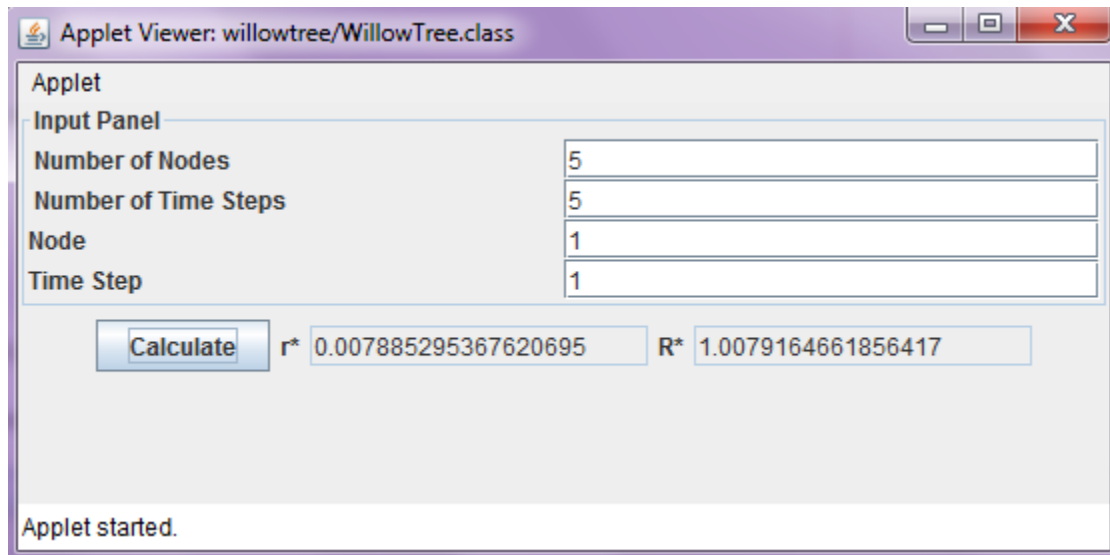 Applet Viewer: willowtree/WillowTree.class
Applet
Input Panel
Number of Nodes 5
Number of Time Steps 5
Node 1
Time Step 1
Calculate r* 0.007885295367620695 R* 1.0079164661856417
Applet started.